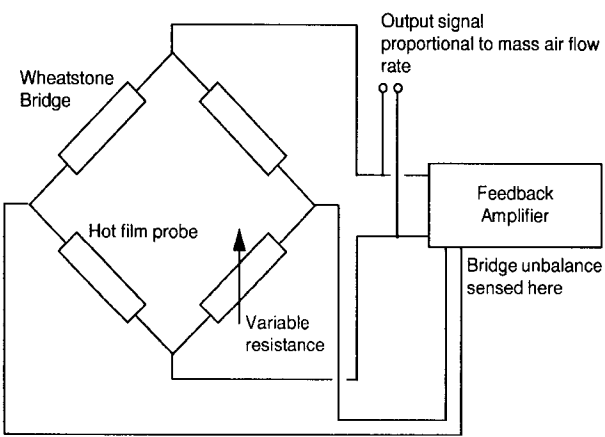 Output signal
proportional to mass air flow
rate
Wheatstone
Bridge
Feedback
Amplifier
Hot film probe
Bridge unbalance
sensed here
Variable
resistance